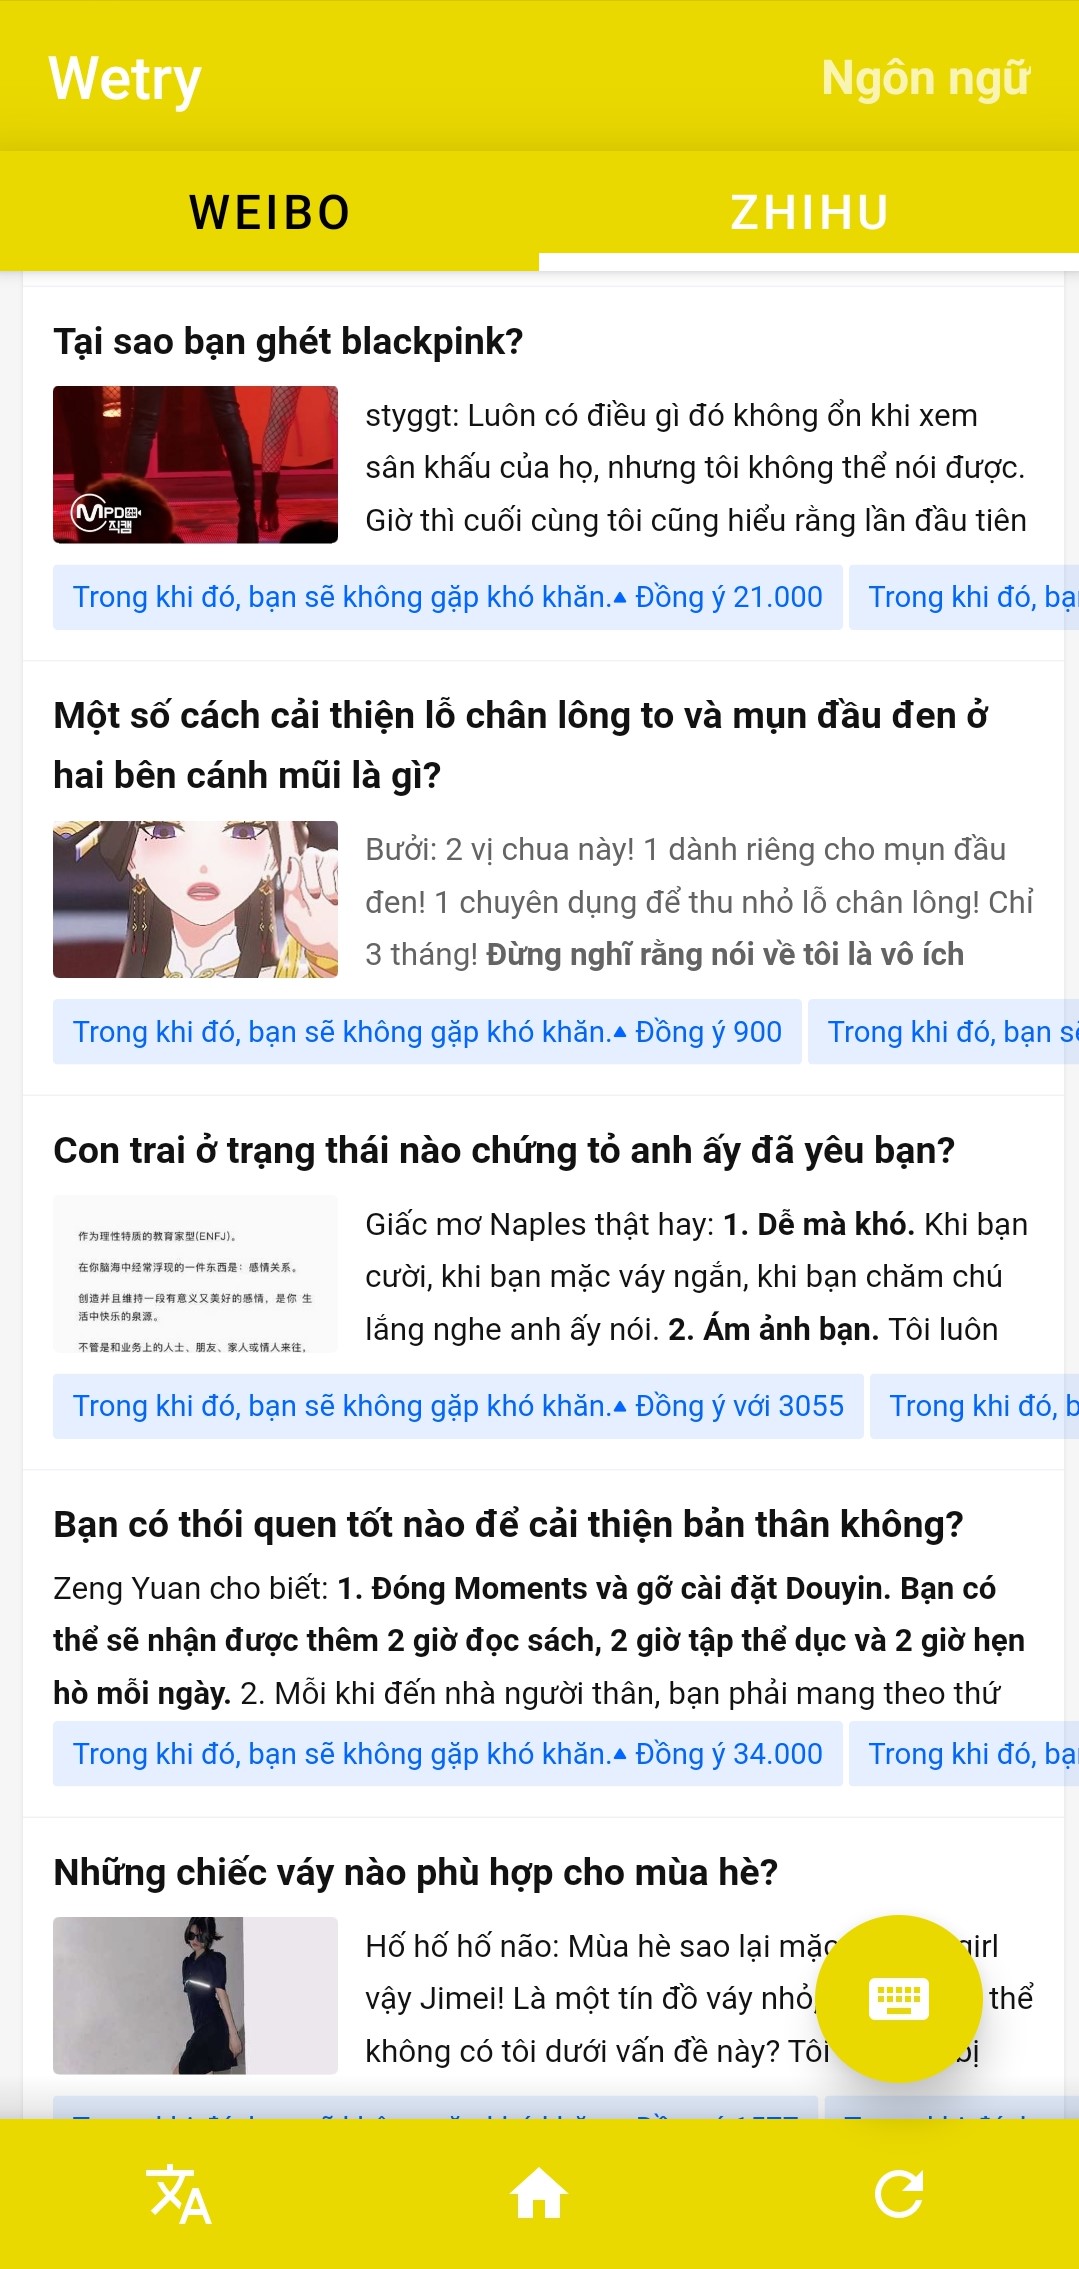 Wetry
Ngôn ngữ
WEIBO
ZHIHU
Tại sao bạn ghét blackpink?
MPD
직캠
styggt: Luôn có điều gì đó không ổn khi xem
sân khấu của họ, nhưng tôi không thể nói được.
Giờ thì cuối cùng tôi cũng hiểu rằng lần đầu tiên
Trong khi đó, bạn sẽ không gặp khó khăn.▲ Đồng ý 21.000
Trong khi đó, bạ
Một số cách cải thiện lỗ chân lông to và mụn đầu đen ở
hai bên cánh mũi là gì?
Bưởi: 2 vị chua này! 1 dành riêng cho mụn đầu
đen! 1 chuyên dụng để thu nhỏ lỗ chân lông! Chỉ
3 tháng! Đừng nghĩ rằng nói về tôi là vô ích
Trong khi đó, bạn sẽ không gặp khó khăn.▲ Đồng ý 900
Trong khi đó, bạn sẽ
Con trai ở trạng thái nào chứng tỏ anh ấy đã yêu bạn?
作为理性特质的教育家型(ENFJ)。
在你脑海中经常浮现的一件东西是：感情关系。
创造并且维持一段有意义又美好的感情，是你 生
活中快乐的泉源。
不管是和业务上的人士、朋友、家人或情人来往，
Giấc mơ Naples thật hay: 1. Dễ mà khó. Khi bạn
cười, khi bạn mặc váy ngắn, khi bạn chăm chú
lắng nghe anh ấy nói. 2. Ám ảnh bạn. Tôi luôn
Trong khi đó, bạn sẽ không gặp khó khăn.▲ Đồng ý với 3055
Trong khi đó, b
Bạn có thói quen tốt nào để cải thiện bản thân không?
Zeng Yuan cho biết: 1. Đóng Moments và gỡ cài đặt Douyin. Bạn có
thể sẽ nhận được thêm 2 giờ đọc sách, 2 giờ tập thể dục và 2 giờ hẹn
hò mỗi ngày. 2. Mỗi khi đến nhà người thân, bạn phải mang theo thứ
Trong khi đó, bạn sẽ không gặp khó khăn.▲ Đồng ý 34.000
Trong khi đó, bạ
Những chiếc váy nào phù hợp cho mùa hè?
Hố hố hố não: Mùa hè sao lại mặc girl
vậy Jimei! Là một tín đồ váy nhỏ, thể
không có tôi dưới vấn đề này? Tôi bị